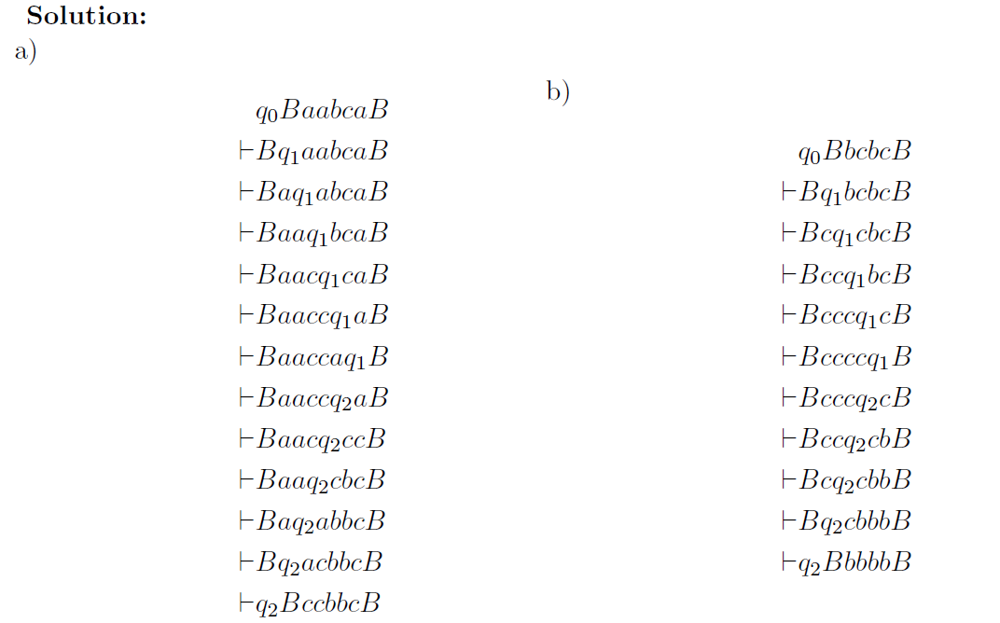 Solution:
a)
q₀BaabcaB
⊢Bq₁aabcaB
⊢Baq₁abcaB
⊢Baaq₁bcaB
⊢Baacq₁caB
⊢Baaccq₁aB
⊢Baaccaq₁B
⊢Baaccq₂aB
⊢Baacq₂ccB
⊢Baaq₂cbcB
⊢Baq₂abbcB
⊢Bq₂acbbcB
⊢q₂BccbbcB
b)
q₀BbcbcB
⊢Bq₁bcbcB
⊢Bcq₁cbcB
⊢Bccq₁bcB
⊢Bcccq₁cB
⊢Bccccq₁B
⊢Bcccq₂cB
⊢Bccq₂cbB
⊢Bcq₂cbbB
⊢Bq₂cbbbB
⊢q₂BbbbbB